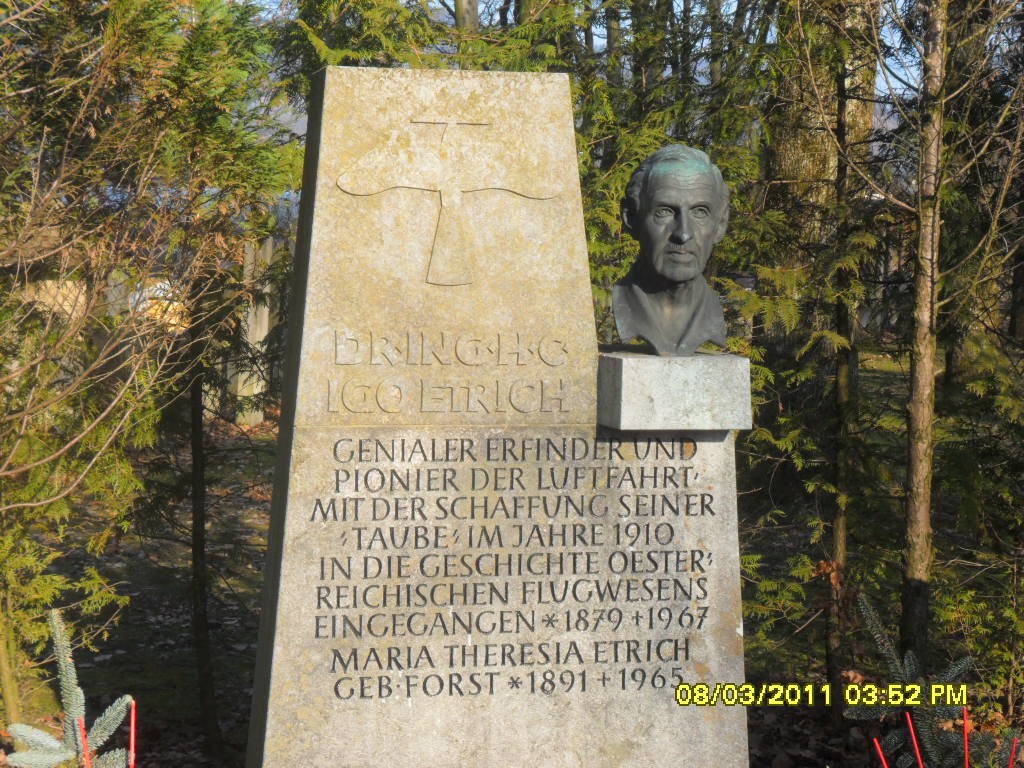 DR·ING·H·C·
IGO ETRICH
GENIALER ERFINDER UND
PIONIER DER LUFTFAHRT·
MIT DER SCHAFFUNG SEINER
"TAUBE" IM JAHRE 1910
IN DIE GESCHICHTE OESTER-
REICHISCHEN FLUGWESENS
EINGEGANGEN *1879 +1967
MARIA THERESIA ETRICH
GEB·FORST *1891 + 1965
08/03/2011 03:52 PM